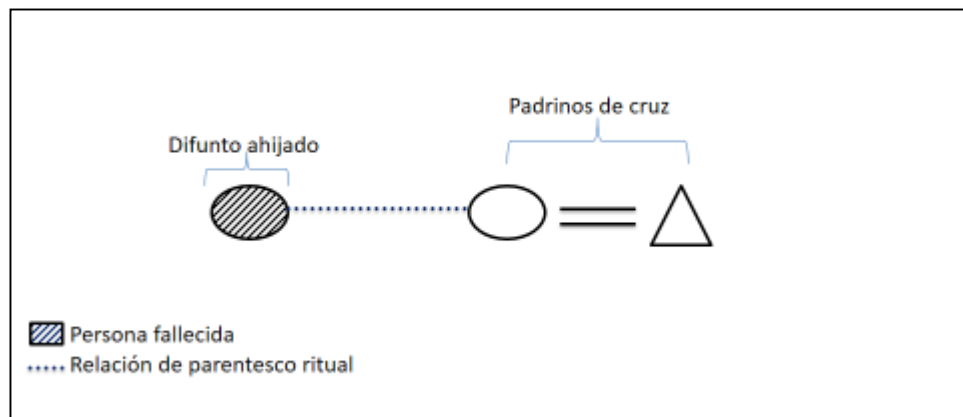 Padrinos de cruz
Difunto ahijado
Persona fallecida
Relación de parentesco ritual